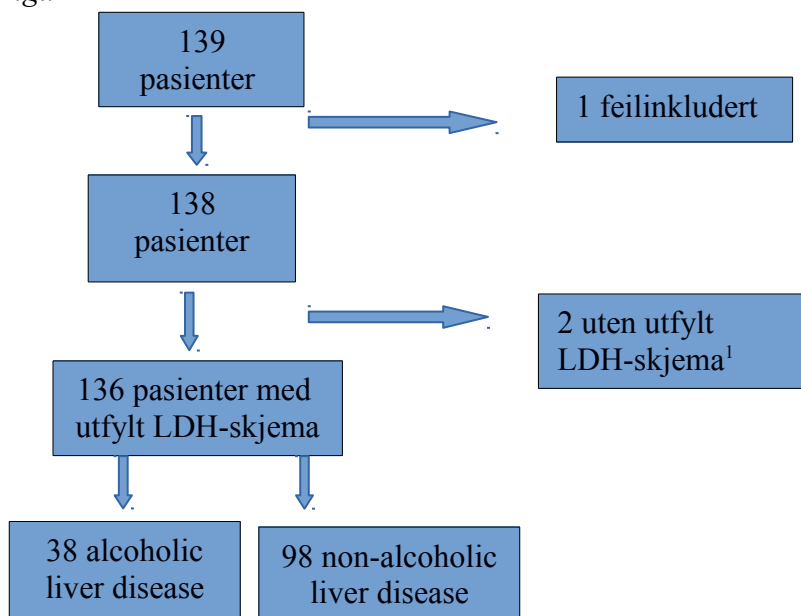 139
pasienter
1 feilinkludert
138
pasienter
2 uten utfylt
LDH-skjema¹
136 pasienter med
utfylt LDH-skjema
38 alcoholic
liver disease
98 non-alcoholic
liver disease